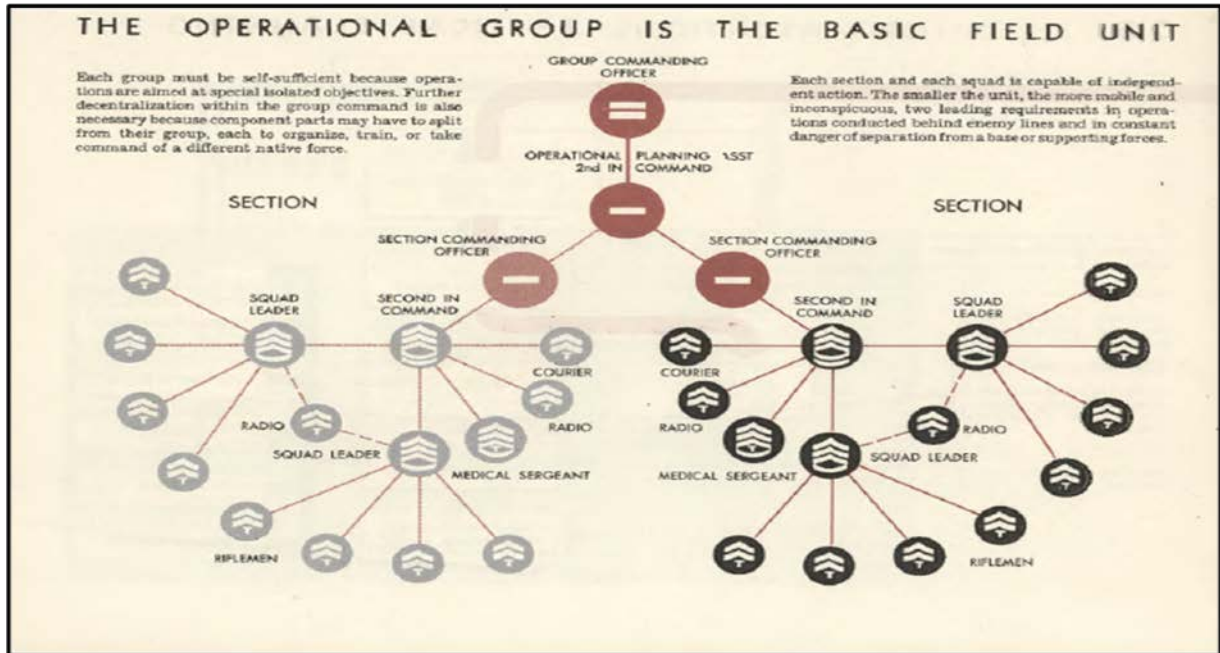 THE OPERATIONAL GROUP IS THE BASIC FIELD UNIT
Each group must be self-sufficient because opera-
tions are aimed at special isolated objectives. Further
decentralization within the group command is also
necessary because component parts may have to split
from their group, each to organize, train, or take
command of a different native force.
GROUP COMMANDING
OFFICER
Each section and each squad is capable of independ-
ent action. The smaller the unit, the more mobile and
inconspicuous, two leading requirements in opera-
tions conducted behind enemy lines and in constant
danger of separation from a base or supporting forces.
OPERATIONAL PLANNING ASST
2nd IN COMMAND
SECTION
SECTION
SECTION COMMANDING
OFFICER
SECTION COMMANDING
OFFICER
SQUAD
LEADER
SECOND IN
COMMAND
SECOND IN
COMMAND
SQUAD
LEADER
COURIER
COURIER
RADIO
RADIO
RADIO
RADIO
SQUAD LEADER
SQUAD LEADER
MEDICAL SERGEANT
MEDICAL SERGEANT
RIFLEMEN
RIFLEMEN